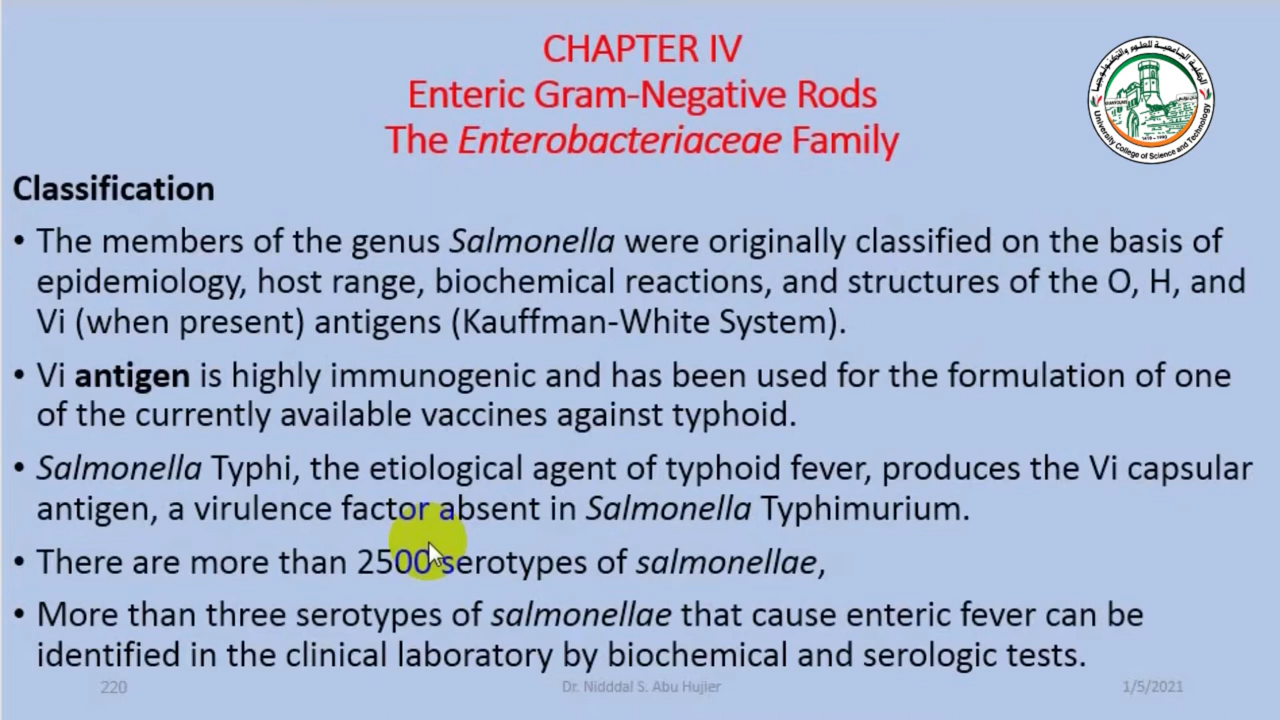 CHAPTER IV
Enteric Gram-Negative Rods
The Enterobacteriaceae Family
University College of Science and Technology
Classification
• The members of the genus Salmonella were originally classified on the basis of
epidemiology, host range, biochemical reactions, and structures of the O, H, and
Vi (when present) antigens (Kauffman-White System).
• Vi antigen is highly immunogenic and has been used for the formulation of one
of the currently available vaccines against typhoid.
• Salmonella Typhi, the etiological agent of typhoid fever, produces the Vi capsular
antigen, a virulence factor absent in Salmonella Typhimurium.
• There are more than 2500 serotypes of salmonellae,
• More than three serotypes of salmonellae that cause enteric fever can be
identified in the clinical laboratory by biochemical and serologic tests.
220
Dr. Nidddal S. Abu Hujier
1/5/2021